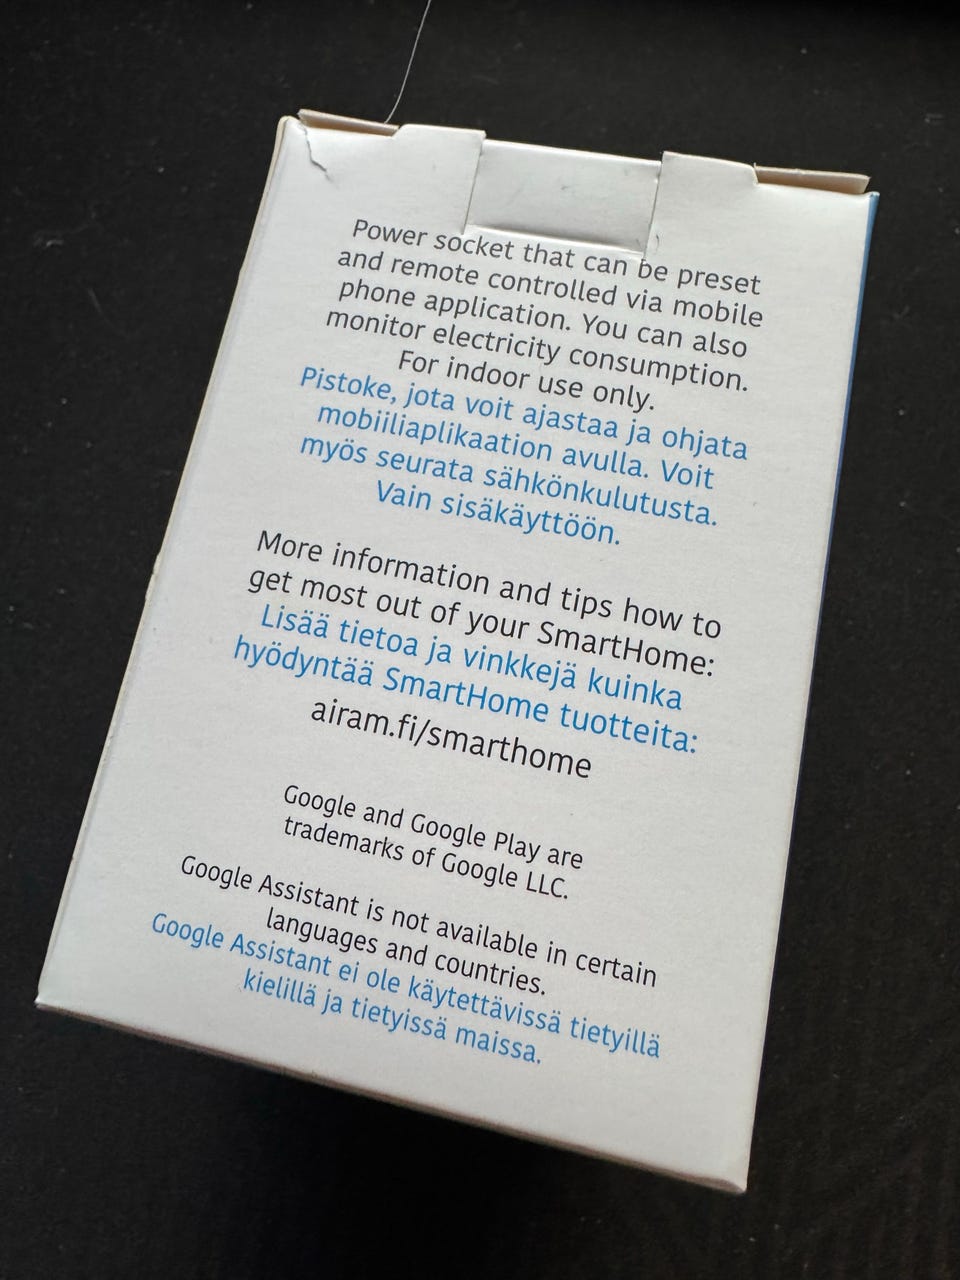 Power socket that can be preset
and remote controlled via mobile
phone application. You can also
monitor electricity consumption.
For indoor use only.
Pistoke, jota voit ajastaa ja ohjata
mobiiliaplikaation avulla. Voit
myös seurata sähkönkulutusta.
Vain sisäkäyttöön.
More information and tips how to
get most out of your SmartHome:
Lisää tietoa ja vinkkejä kuinka
hyödyntää SmartHome tuotteita:
airam.fi/smarthome
Google and Google Play are
trademarks of Google LLC.
Google Assistant is not available in certain
languages and countries.
Google Assistant ei ole käytettävissä tietyillä
kielillä ja tietyissä maissa.